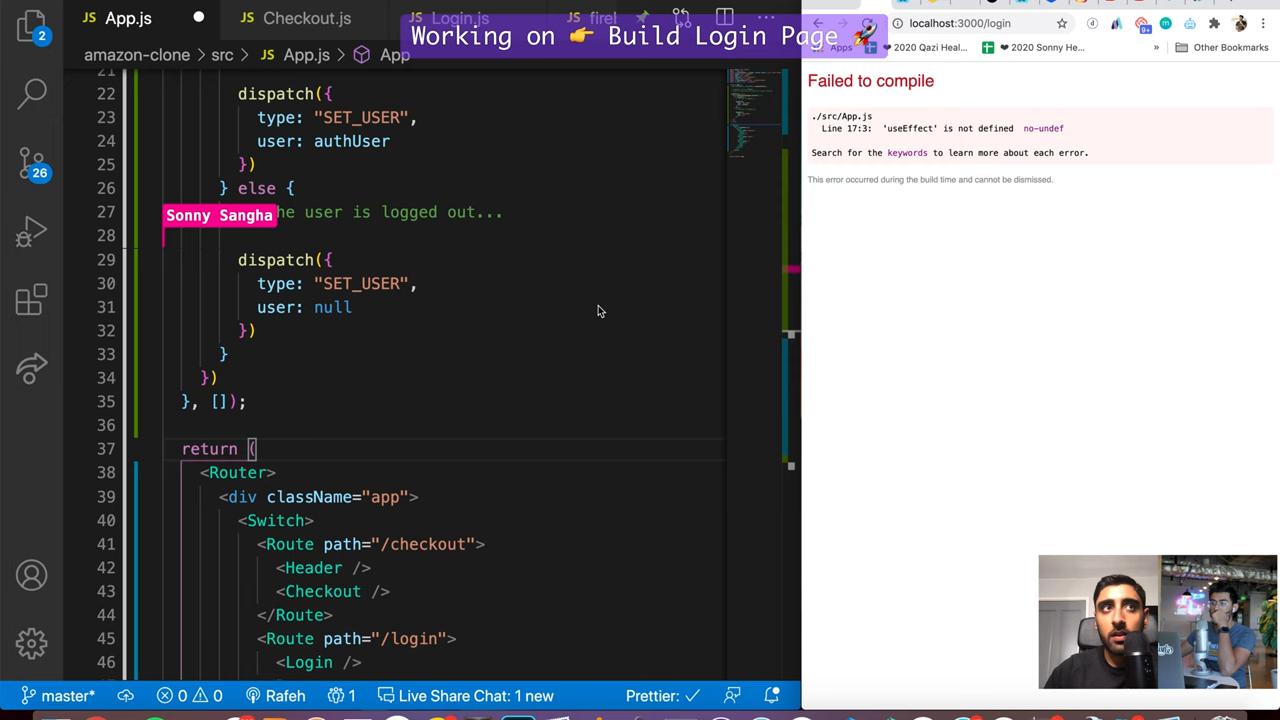 App.js
Checkout.js
Login.js
firel
2
Working on 👉 Build Login Page 🚀
amazon-clone > src > JS App.js > App
21
22 dispatch({
23 type: "SET_USER",
24 user: authUser
25 })
26 } else {
27 he user is logged out...
Sonny Sangha
28
29 dispatch({
30 type: "SET_USER",
31 user: null
32 })
33 }
34 })
35 }, []);
36
37 return (
38 <Router>
39 <div className="app">
40 <Switch>
41 <Route path="/checkout">
42 <Header />
43 <Checkout />
44 </Route>
45 <Route path="/login">
46 <Login />
26
master*
0 0
Rafeh
1
Live Share Chat: 1 new
Prettier: ✓
localhost:3000/login
9+
Apps
❤ 2020 Qazi Heal...
❤ 2020 Sonny He...
»
Other Bookmarks
Failed to compile
./src/App.js
Line 17:3: 'useEffect' is not defined no-undef
Search for the keywords to learn more about each error.
This error occurred during the build time and cannot be dismissed.